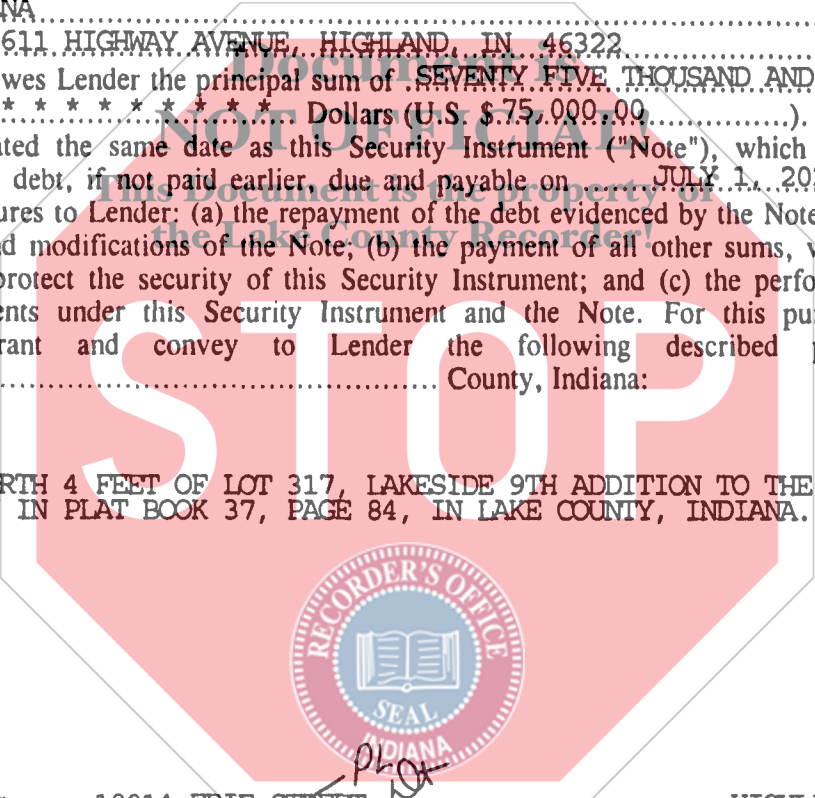 NA
611 HIGHWAY AVENUE, HIGHLAND, IN 46322
Document is
wes Lender the principal sum of SEVENTY FIVE THOUSAND AND
* * * * * * * * * * Dollars (U.S. $ 75,000.00 ).
NOT OFFICIAL
ated the same date as this Security Instrument ("Note"), which
debt, if not paid earlier, due and payable on JULY 1, 20
This Document is the property of
ures to Lender: (a) the repayment of the debt evidenced by the Note
the Lake County Recorder!
d modifications of the Note; (b) the payment of all other sums, w
protect the security of this Security Instrument; and (c) the perfo
ents under this Security Instrument and the Note. For this pu
rant and convey to Lender the following described p
County, Indiana:
STOP
RTH 4 FEET OF LOT 317, LAKESIDE 9TH ADDITION TO THE
IN PLAT BOOK 37, PAGE 84, IN LAKE COUNTY, INDIANA.
RECORDER'S OFFICE
SEAL
INDIANA